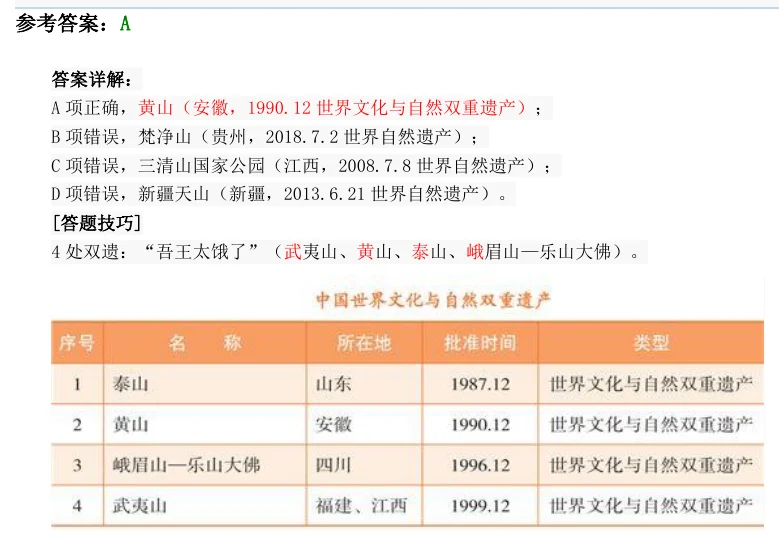 参考答案：A
答案详解：
A 项正确，黄山（安徽，1990.12 世界文化与自然双重遗产）；
B 项错误，梵净山（贵州，2018.7.2 世界自然遗产）；
C 项错误，三清山国家公园（江西，2008.7.8 世界自然遗产）；
D 项错误，新疆天山（新疆，2013.6.21 世界自然遗产）。
[答题技巧]
4 处双遗：“吾王太饿了”（武夷山、黄山、泰山、峨眉山—乐山大佛）。
中国世界文化与自然双重遗产
序号 名 称 所在地 批准时间 类型
1 泰山 山东 1987.12 世界文化与自然双重遗产
2 黄山 安徽 1990.12 世界文化与自然双重遗产
3 峨眉山—乐山大佛 四川 1996.12 世界文化与自然双重遗产
4 武夷山 福建、江西 1999.12 世界文化与自然双重遗产